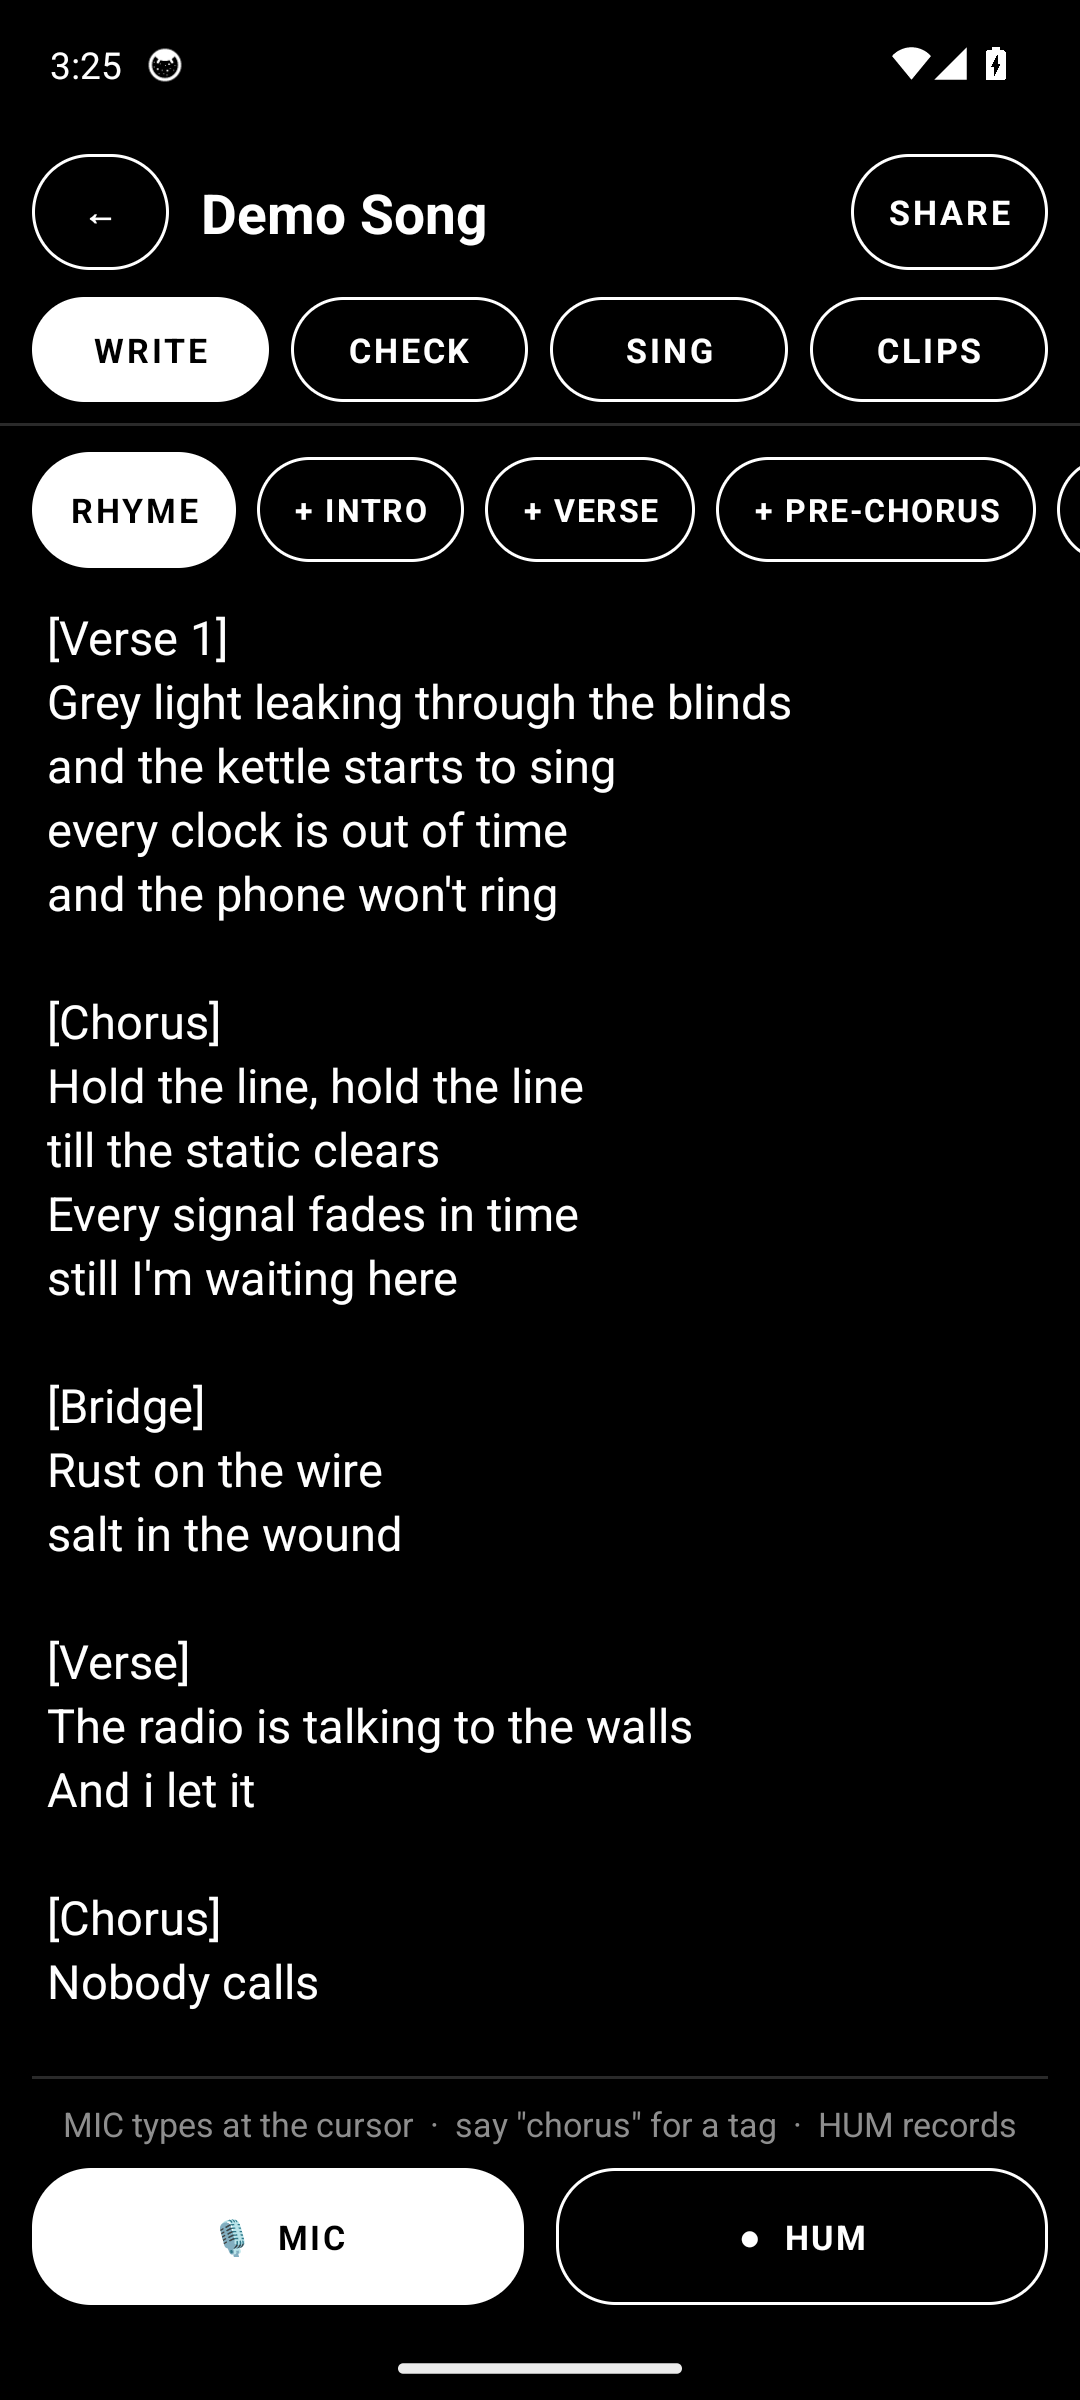 3:25
← Demo Song SHARE
WRITE CHECK SING CLIPS
RHYME + INTRO + VERSE + PRE-CHORUS
[Verse 1]
Grey light leaking through the blinds
and the kettle starts to sing
every clock is out of time
and the phone won't ring
[Chorus]
Hold the line, hold the line
till the static clears
Every signal fades in time
still I'm waiting here
[Bridge]
Rust on the wire
salt in the wound
[Verse]
The radio is talking to the walls
And i let it
[Chorus]
Nobody calls
MIC types at the cursor · say "chorus" for a tag · HUM records
MIC ● HUM